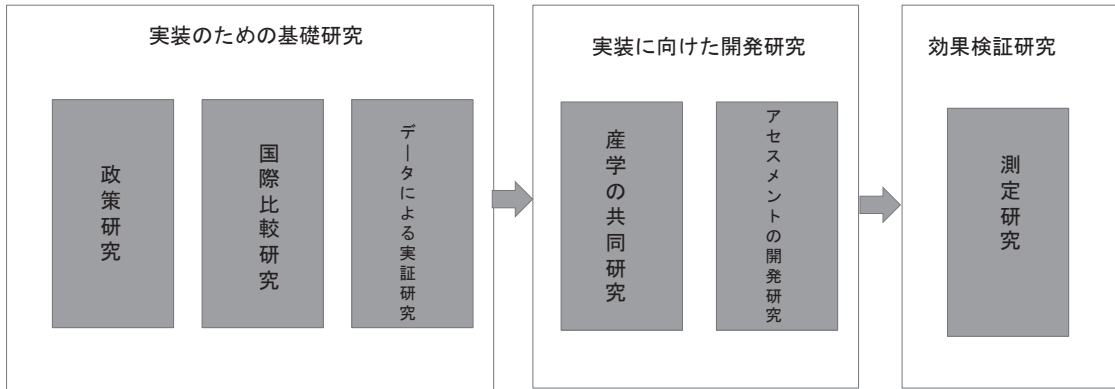 実装のための基礎研究
政策研究
国際比較研究
データによる実証研究
実装に向けた開発研究
産学の共同研究
アセスメントの開発研究
効果検証研究
測定研究